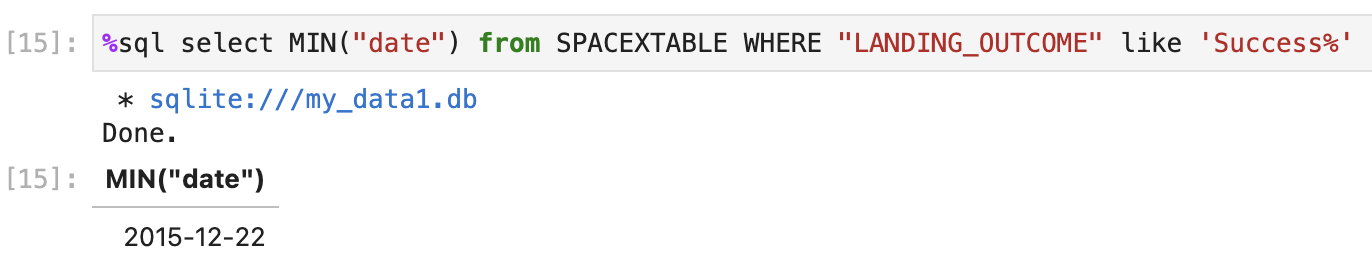 [15]: %sql select MIN("date") from SPACEXTABLE WHERE "LANDING_OUTCOME" like 'Success%'
* sqlite:///my_data1.db
Done.
[15]: MIN("date")
2015-12-22